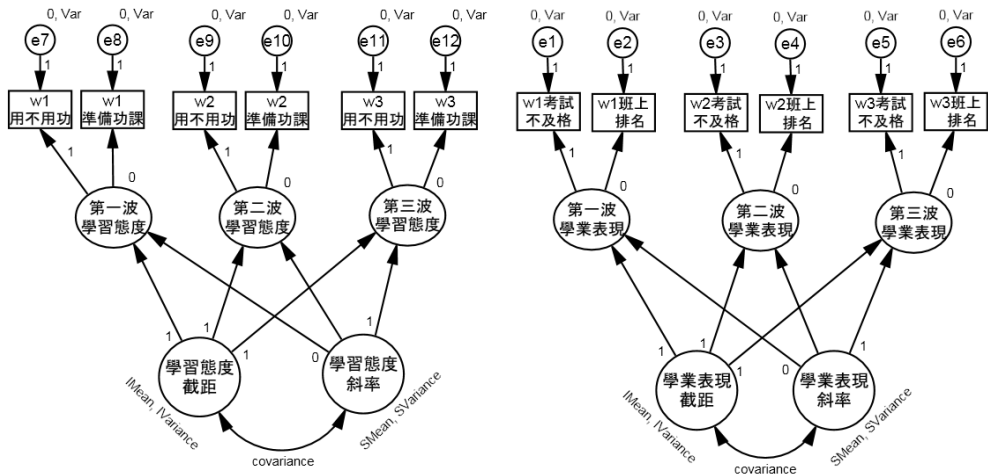 0, Var
0, Var
0, Var
0, Var
0, Var
0, Var
e7
e8
e9
e10
e11
e12
1
1
1
1
1
1
w1
用不用功
w1
準備功課
w2
用不用功
w2
準備功課
w3
用不用功
w3
準備功課
1
0
1
0
1
0
第一波
學習態度
第二波
學習態度
第三波
學習態度
1
1
1
0
1
學習態度
截距
學習態度
斜率
IMean, IVariance
SMean, SVariance
covariance
0, Var
0, Var
0, Var
0, Var
0, Var
0, Var
e1
e2
e3
e4
e5
e6
1
1
1
1
1
1
w1考試
不及格
w1班上
排名
w2考試
不及格
w2班上
排名
w3考試
不及格
w3班上
排名
1
0
1
0
1
0
第一波
學業表現
第二波
學業表現
第三波
學業表現
1
1
1
0
1
學業表現
截距
學業表現
斜率
IMean, IVariance
SMean, SVariance
covariance